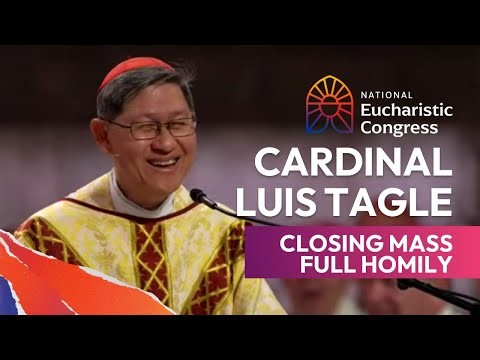 NATIONAL
Eucharistic
Congress
CARDINAL
LUIS TAGLE
CLOSING MASS
FULL HOMILY